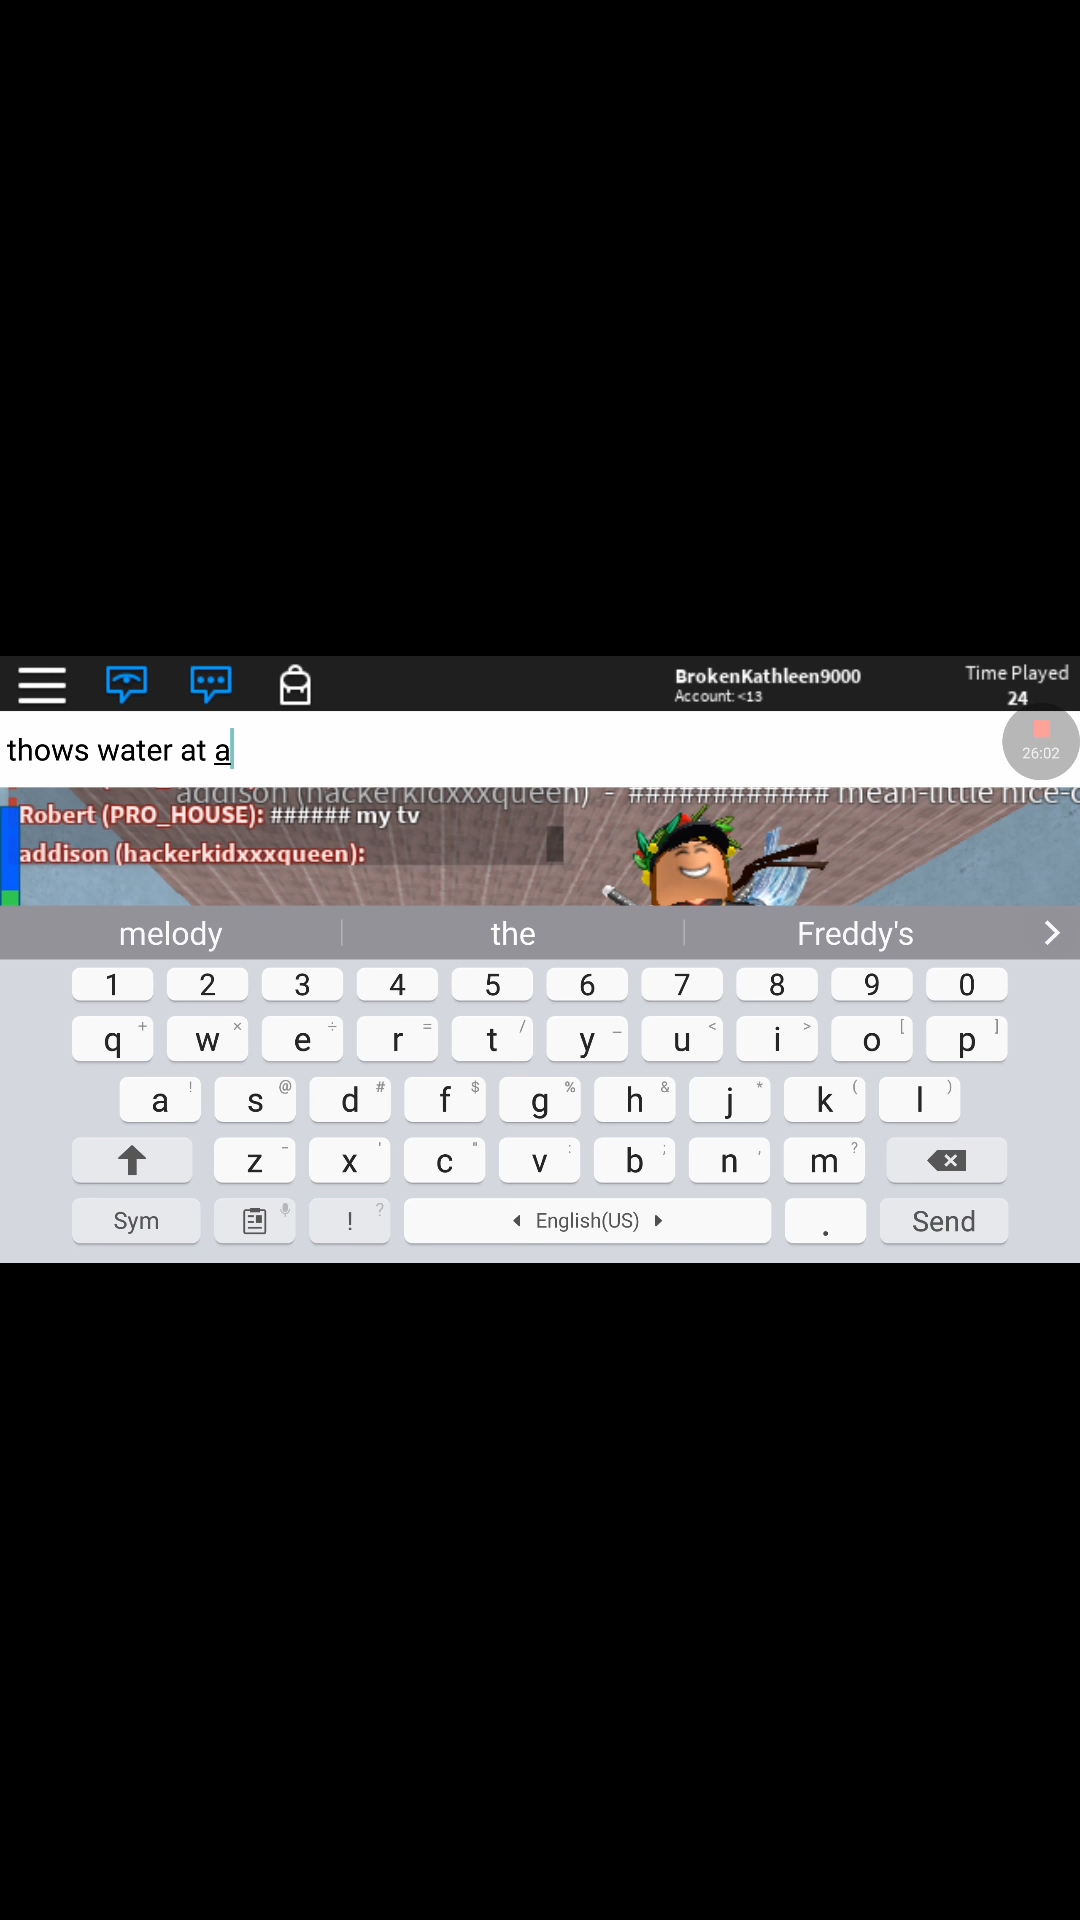 BrokenKathleen9000
Account: <13
Time Played
24
thows water at a
26:02
addison (hackerkidxxxqueen) - ############ mean-little nice-
Robert (PRO_HOUSE): ###### my tv
addison (hackerkidxxxqueen):
melody the Freddy's
1 2 3 4 5 6 7 8 9 0
q + w × e ÷ r = t / y _ u < i > o [ p ]
a ! s @ d # f $ g % h & j * k ( l )
z - x ' c " v : b ; n , m ?
Sym ! ? English(US) . Send